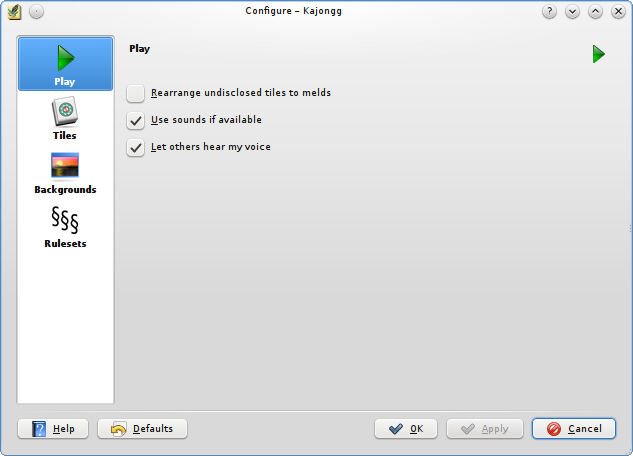 Configure – Kajongg
Play
Tiles
Backgrounds
§§§
Rulesets
Play
Rearrange undisclosed tiles to melds
Use sounds if available
Let others hear my voice
Help
Defaults
OK
Apply
Cancel